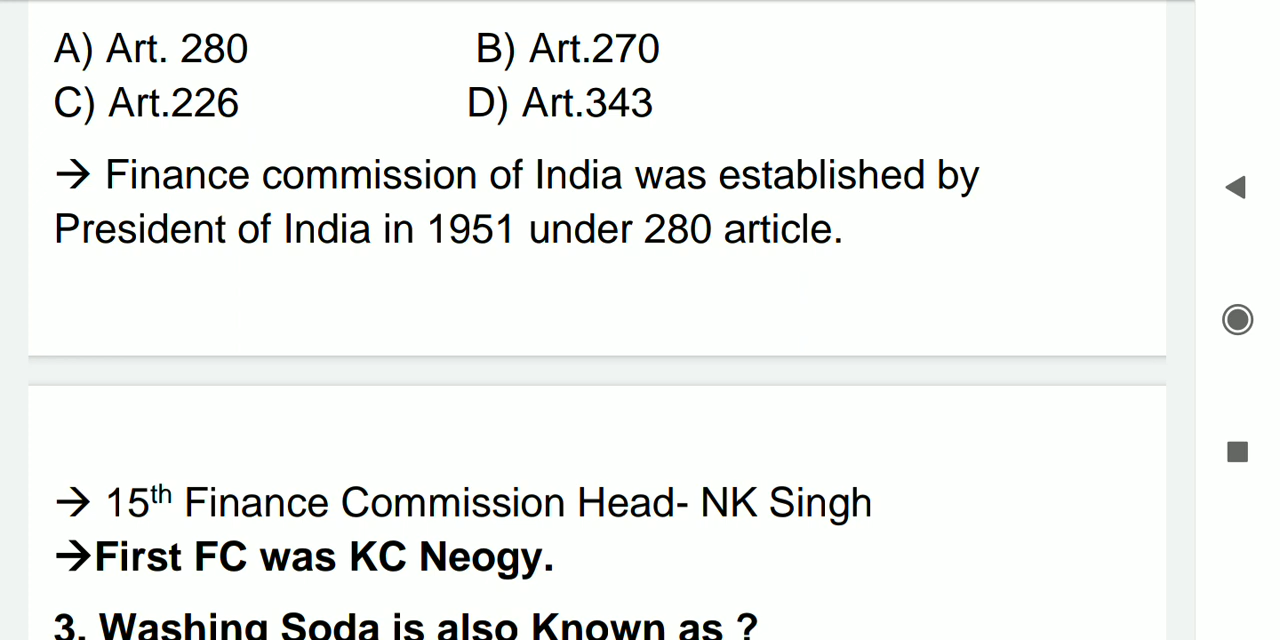 A) Art. 280 B) Art.270
C) Art.226 D) Art.343
→ Finance commission of India was established by
President of India in 1951 under 280 article.
→ 15th Finance Commission Head- NK Singh
→First FC was KC Neogy.
3. Washing Soda is also Known as ?